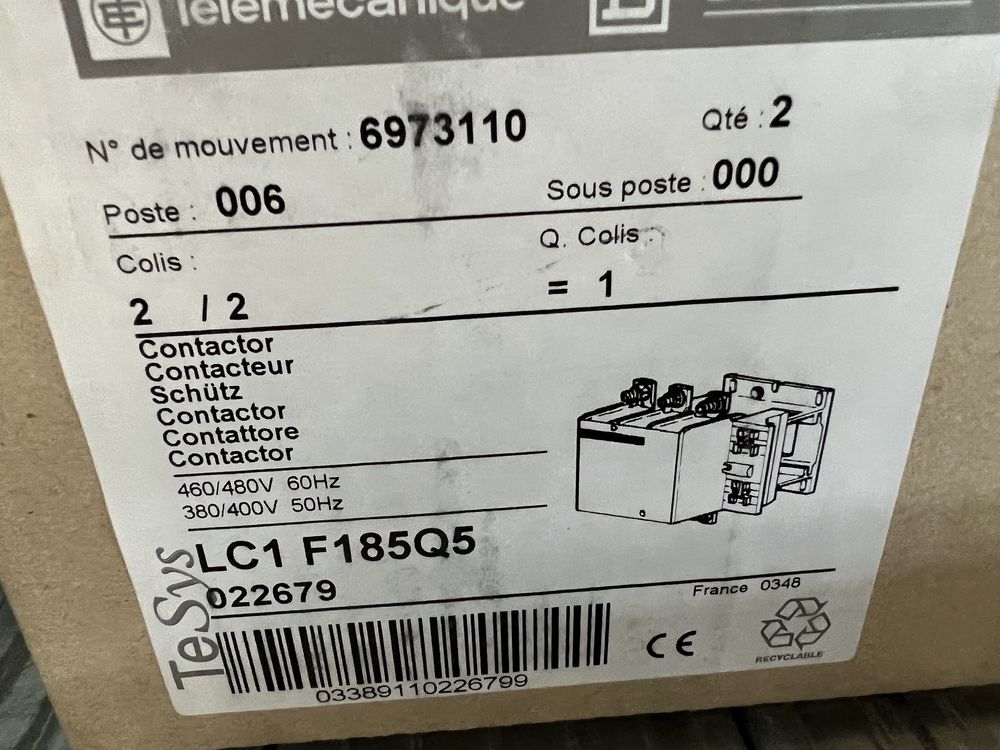 Telemecanique
N° de mouvement : 6973110
Qté : 2
Poste : 006
Sous poste : 000
Colis :
Q. Colis :
2 / 2
= 1
Contactor
Contacteur
Schütz
Contactor
Contattore
Contactor
460/480V 60Hz
380/400V 50Hz
TeSys
LC1 F185Q5
022679
France 0348
03389110226799
CE
RECYCLABLE